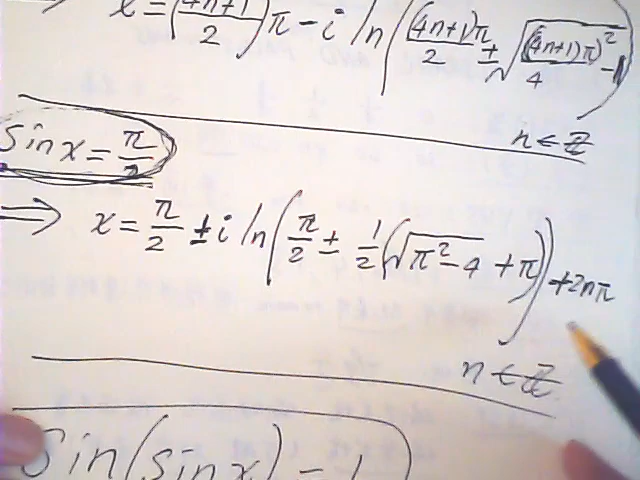 ⇒ x = (4n+1)/2)π - i ln((4n+1)π/2 ± √(((4n+1)π)²/4 - 1
n ∈ ℤ
Sin x = π/2
⇒ x = π/2 ± i ln(π/2 ± 1/2(√(π²-4) + π)) + 2nπ
n ∈ ℤ
Sin(sin x) = 1